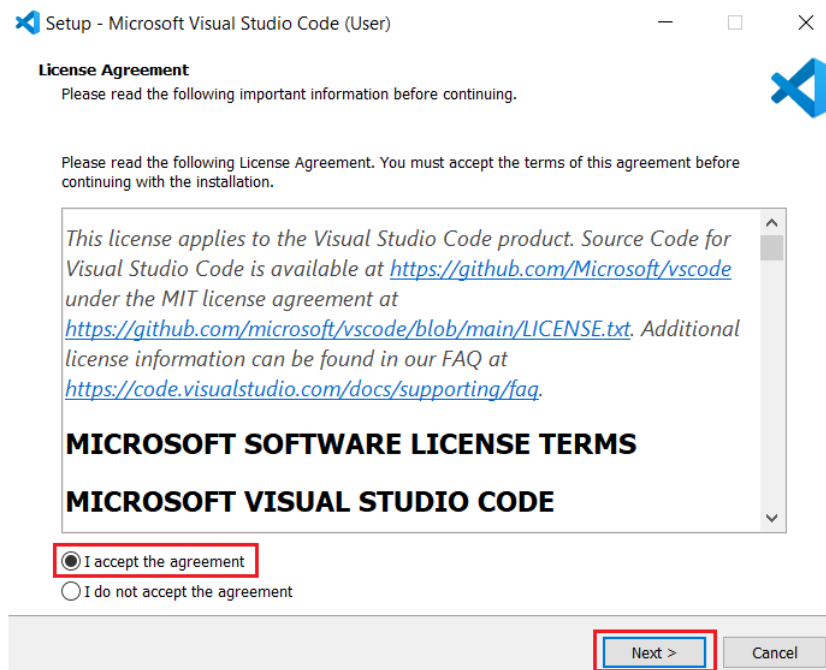 Setup - Microsoft Visual Studio Code (User)
License Agreement
Please read the following important information before continuing.
Please read the following License Agreement. You must accept the terms of this agreement before
continuing with the installation.
This license applies to the Visual Studio Code product. Source Code for
Visual Studio Code is available at https://github.com/Microsoft/vscode
under the MIT license agreement at
https://github.com/microsoft/vscode/blob/main/LICENSE.txt. Additional
license information can be found in our FAQ at
https://code.visualstudio.com/docs/supporting/faq.
MICROSOFT SOFTWARE LICENSE TERMS
MICROSOFT VISUAL STUDIO CODE
I accept the agreement
I do not accept the agreement
Next >
Cancel